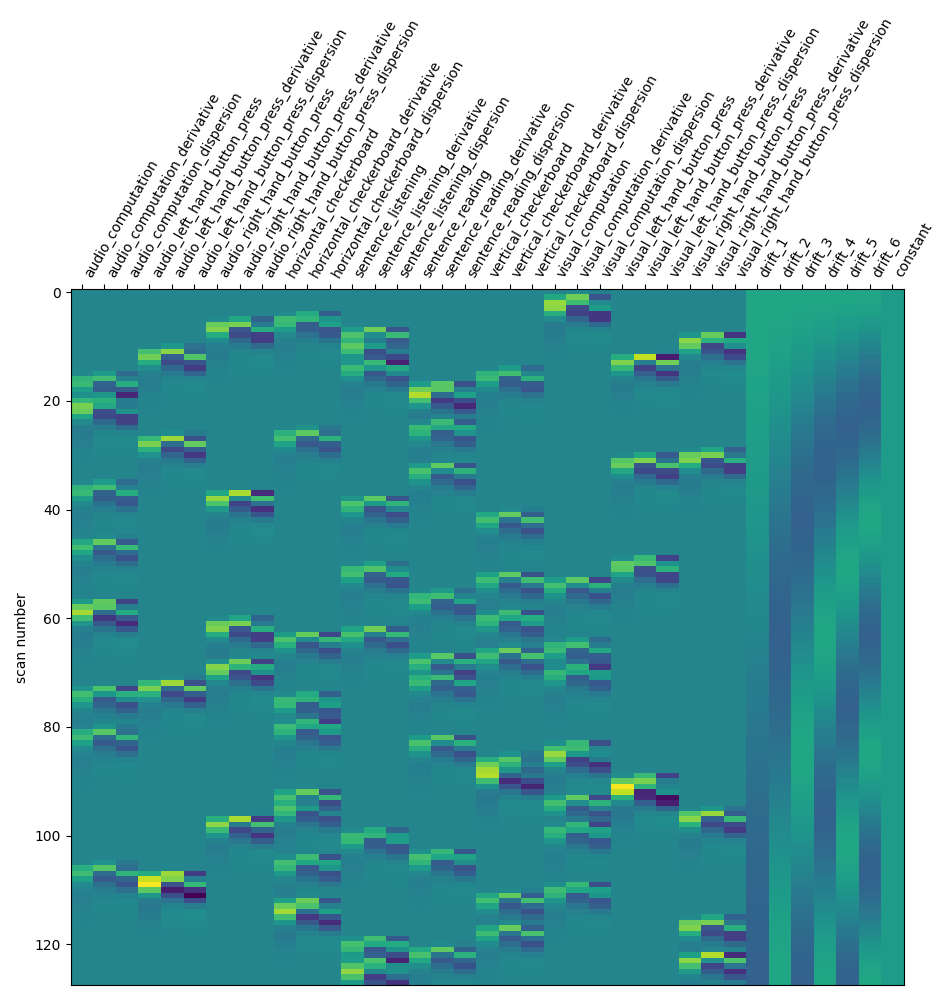 audio_computation
audio_computation_derivative
audio_computation_dispersion
audio_left_hand_button_press
audio_left_hand_button_press_derivative
audio_left_hand_button_press_dispersion
audio_right_hand_button_press
audio_right_hand_button_press_derivative
audio_right_hand_button_press_dispersion
horizontal_checkerboard
horizontal_checkerboard_derivative
horizontal_checkerboard_dispersion
sentence_listening
sentence_listening_derivative
sentence_listening_dispersion
sentence_reading
sentence_reading_derivative
sentence_reading_dispersion
vertical_checkerboard
vertical_checkerboard_derivative
vertical_checkerboard_dispersion
visual_computation
visual_computation_derivative
visual_computation_dispersion
visual_left_hand_button_press
visual_left_hand_button_press_derivative
visual_left_hand_button_press_dispersion
visual_right_hand_button_press
visual_right_hand_button_press_derivative
visual_right_hand_button_press_dispersion
drift_1
drift_2
drift_3
drift_4
drift_5
drift_6
constant
0
20
40
60
80
100
120
scan number